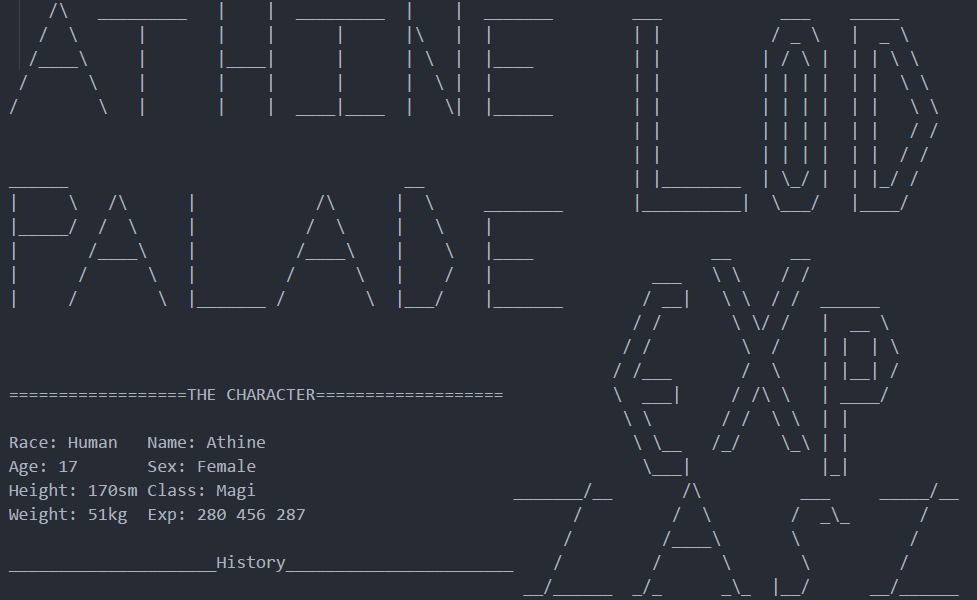 ATHINE
LOD
PALADE
EXP
==================THE CHARACTER===================
Race: Human Name: Athine
Age: 17 Sex: Female
Height: 170sm Class: Magi
Weight: 51kg Exp: 280 456 287
ZASZ
_____________________History_______________________